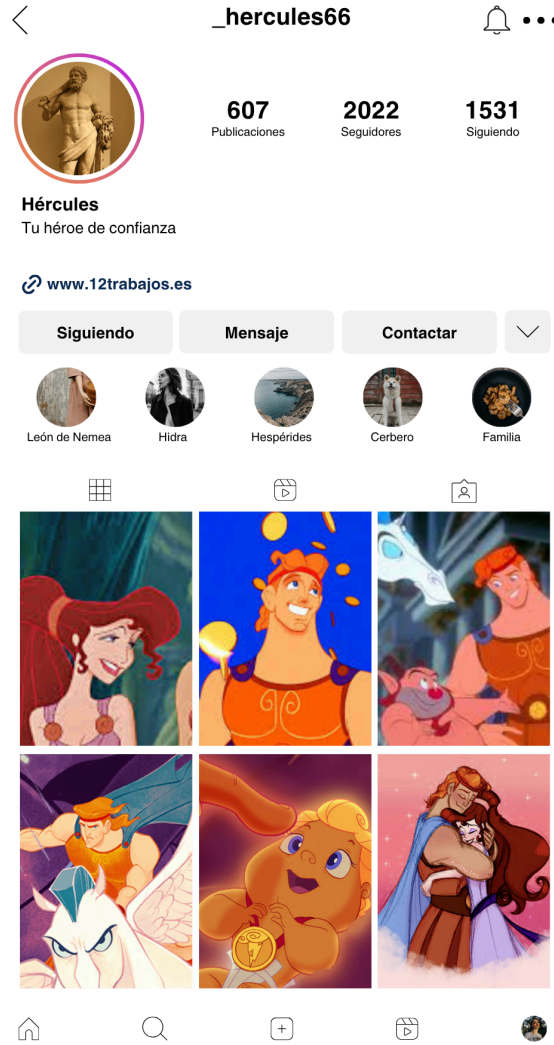 _hercules66
607 2022 1531
Publicaciones Seguidores Siguiendo
Hércules
Tu héroe de confianza
www.12trabajos.es
Siguiendo Mensaje Contactar
León de Nemea Hidra Hespérides Cerbero Familia